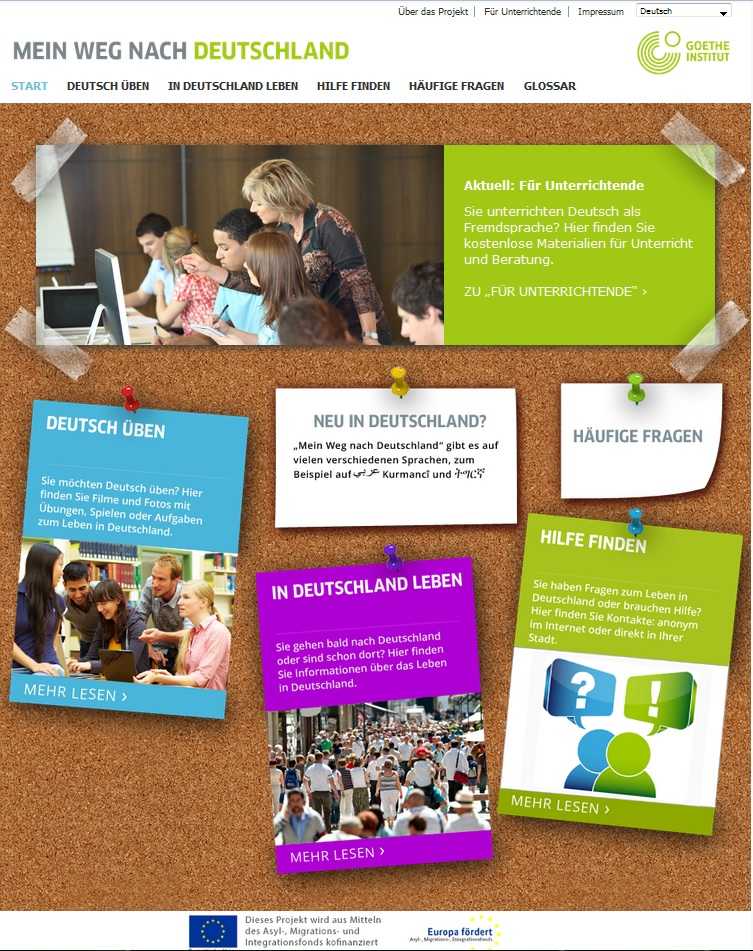 Über das Projekt
Für Unterrichtende
Impressum
Deutsch
MEIN WEG NACH DEUTSCHLAND
GOETHE
INSTITUT
START
DEUTSCH ÜBEN
IN DEUTSCHLAND LEBEN
HILFE FINDEN
HÄUFIGE FRAGEN
GLOSSAR
Aktuell: Für Unterrichtende
Sie unterrichten Deutsch als
Fremdsprache? Hier finden Sie
kostenlose Materialien für Unterricht
und Beratung.
ZU „FÜR UNTERRICHTENDE“ ›
DEUTSCH ÜBEN
Sie möchten Deutsch üben? Hier
finden Sie Filme und Fotos mit
Übungen, Spielen oder Aufgaben
zum Leben in Deutschland.
MEHR LESEN ›
NEU IN DEUTSCHLAND?
„Mein Weg nach Deutschland“ gibt es auf
vielen verschiedenen Sprachen, zum
Beispiel auf عربي Kurmancî und ትግርኛ
HÄUFIGE FRAGEN
IN DEUTSCHLAND LEBEN
Sie gehen bald nach Deutschland
oder sind schon dort? Hier finden
Sie Informationen über das Leben
in Deutschland.
MEHR LESEN ›
HILFE FINDEN
Sie haben Fragen zum Leben in
Deutschland oder brauchen Hilfe?
Hier finden Sie Kontakte: anonym
im Internet oder direkt in Ihrer
Stadt.
? !
MEHR LESEN ›
Dieses Projekt wird aus Mitteln
des Asyl-, Migrations- und
Integrationsfonds kofinanziert
Europa fördert
Asyl-, Migrations-, Integrationsfonds